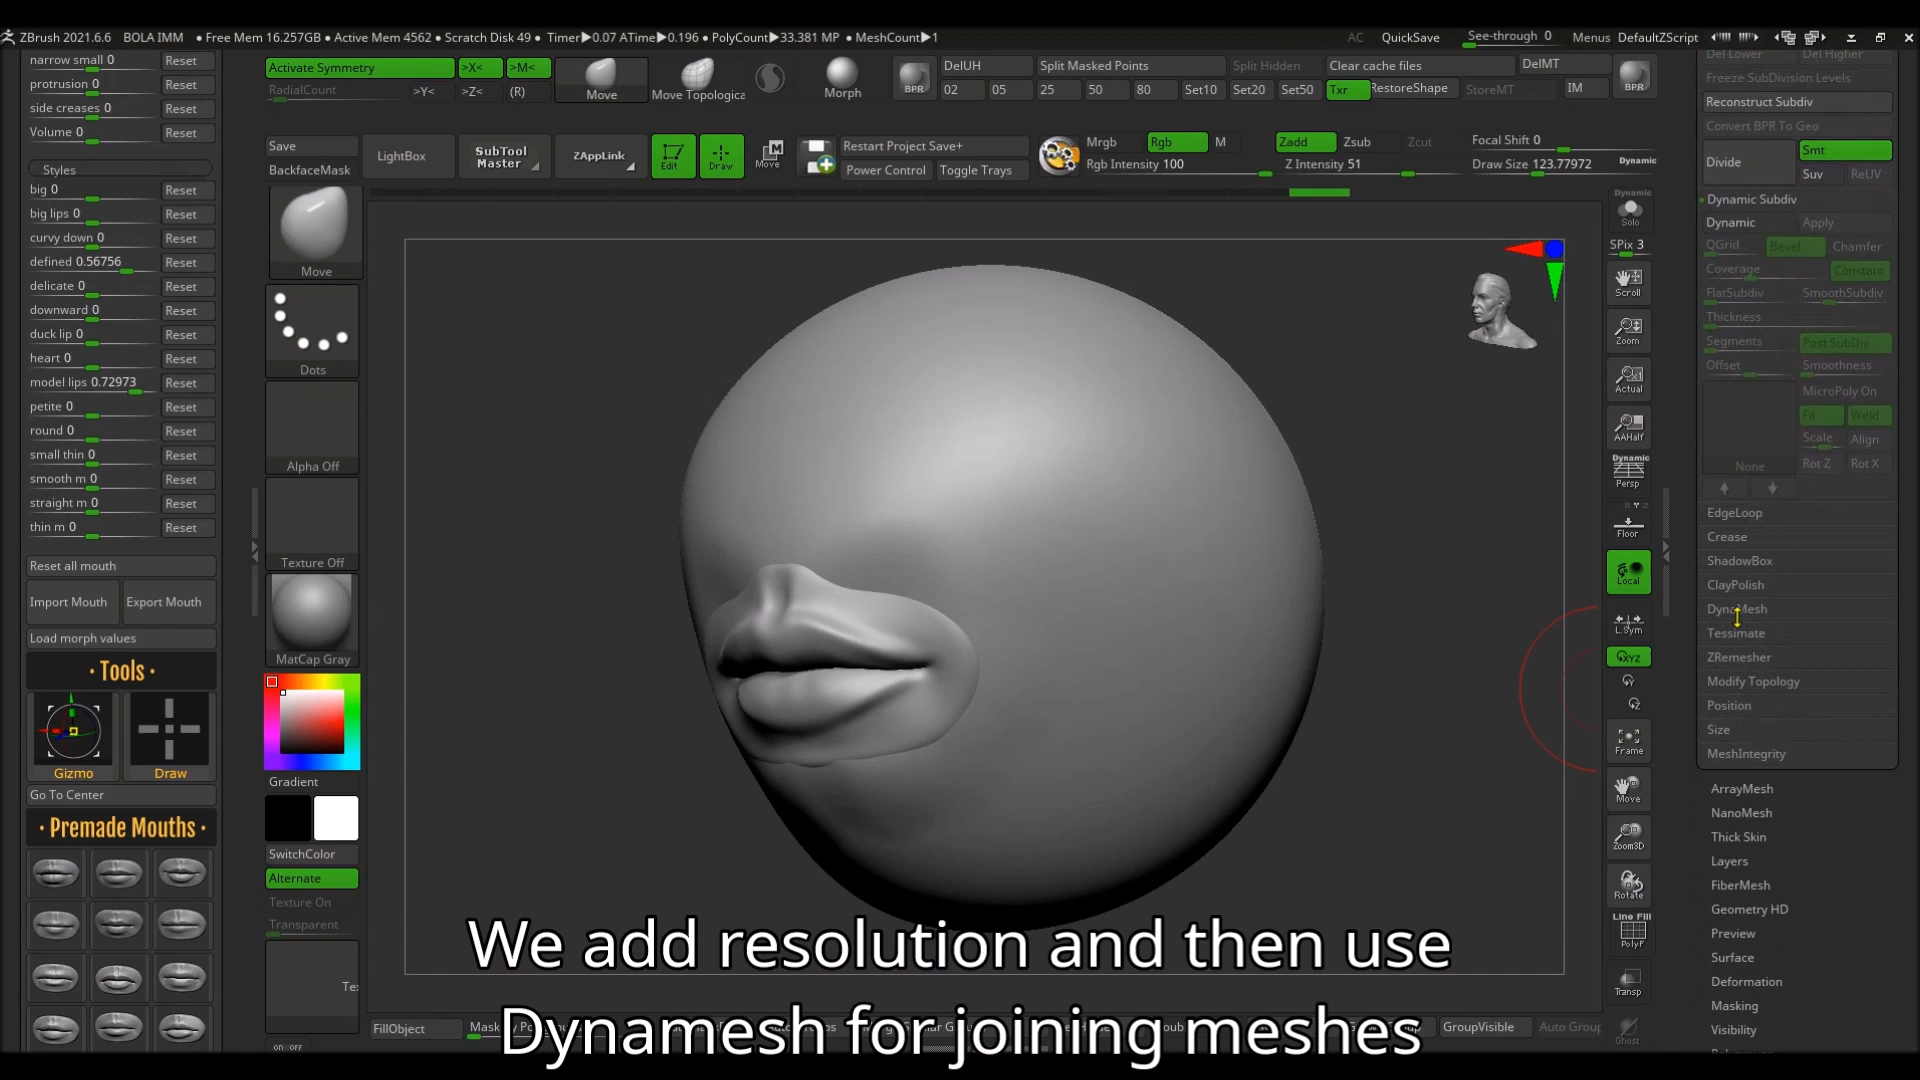 ZBrush 2021.6.6 BOLA IMM • Free Mem 16.257GB • Active Mem 4562 • Scratch Disk 49 • Timer▶0.07 ATime▶0.196 • PolyCount▶33.381 MP • MeshCount▶1
AC QuickSave See-through 0 Menus DefaultZScript
narrow small 0 Reset
protrusion 0 Reset
side creases 0 Reset
Volume 0 Reset
Styles
big 0 Reset
big lips 0 Reset
curvy down 0 Reset
defined 0.56756 Reset
delicate 0 Reset
downward 0 Reset
duck lip 0 Reset
heart 0 Reset
model lips 0.72973 Reset
petite 0 Reset
round 0 Reset
small thin 0 Reset
smooth m 0 Reset
straight m 0 Reset
thin m 0 Reset
Reset all mouth
Import Mouth Export Mouth
Load morph values
· Tools ·
Gizmo Draw
Go To Center
· Premade Mouths ·
Activate Symmetry >X< >M<
RadialCount >Y< >Z< (R)
Move
Move Topologica
Morph
BPR
DelUH Split Masked Points Split Hidden Clear cache files DelMT
02 05 25 50 80 Set10 Set20 Set50 Txr RestoreShape StoreMT IM
BPR
Save
BackfaceMask
LightBox
SubTool
Master
ZAppLink
Edit
Draw
Move
Restart Project Save+
Power Control Toggle Trays
Mrgb Rgb M
Rgb Intensity 100
Zadd Zsub Zcut
Z Intensity 51
Focal Shift 0
Draw Size 123.77972 Dynamic
Move
Dots
Alpha Off
Texture Off
MatCap Gray
Gradient
SwitchColor
Alternate
Texture On
Transparent
Te
on off
Dynamic
Solo
SPix 3
Scroll
Zoom
Actual
AAHalf
Dynamic
Persp
Floor
Local
L.Sym
XYZ
Frame
Move
Zoom3D
Rotate
Line Fill
PolyF
Transp
Ghost
Del Lower Del Higher
Freeze SubDivision Levels
Reconstruct Subdiv
Convert BPR To Geo
Divide Smt
Suv ReUV
Dynamic Subdiv
Dynamic Apply
QGrid Bevel Chamfer
Coverage Constant
FlatSubdiv SmoothSubdiv
Thickness
Segments Post SubDiv
Offset Smoothness
MicroPoly On
Fit Weld
Scale Align
None Rot Z Rot X
EdgeLoop
Crease
ShadowBox
ClayPolish
DynaMesh
Tessimate
ZRemesher
Modify Topology
Position
Size
MeshIntegrity
ArrayMesh
NanoMesh
Thick Skin
Layers
FiberMesh
Geometry HD
Preview
Surface
Deformation
Masking
Visibility
FillObject
GroupVisible Auto Group
We add resolution and then use
Dynamesh for joining meshes